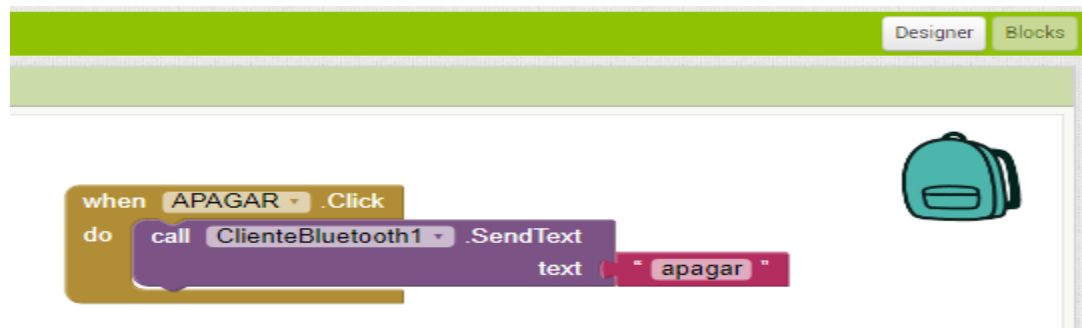 Designer Blocks
when APAGAR .Click
do call ClienteBluetooth1 .SendText
text " apagar "